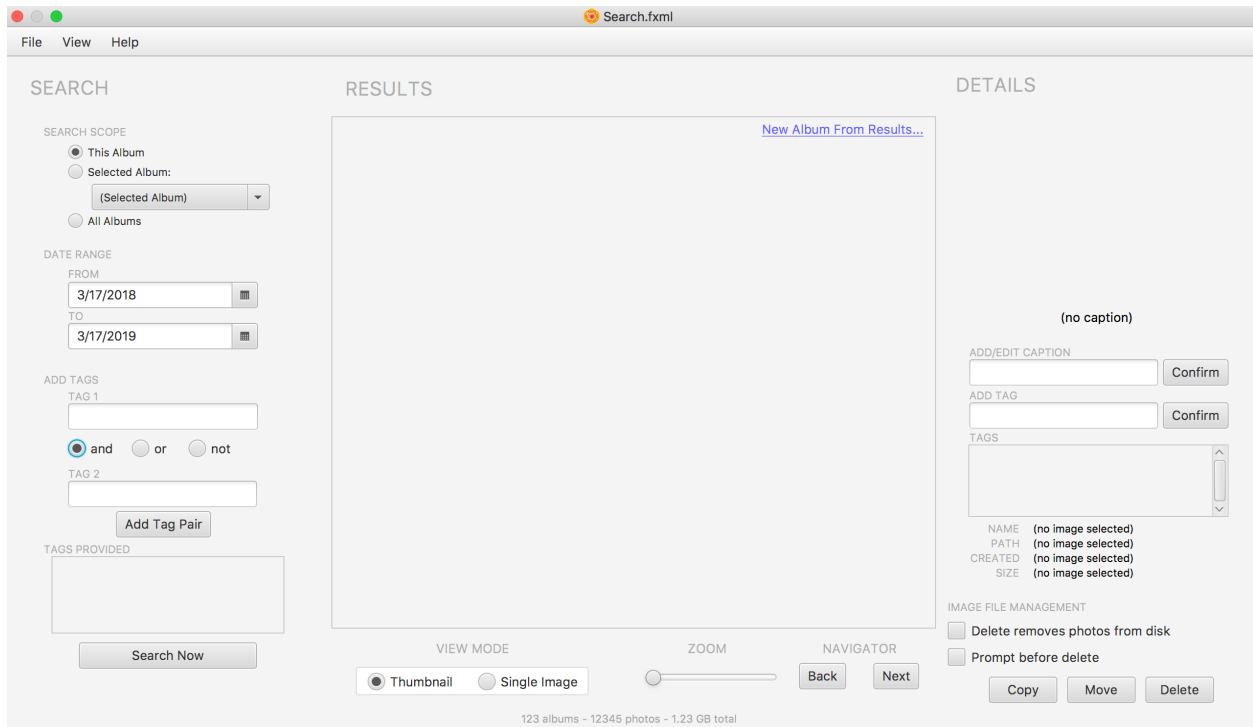 Search.fxml
File View Help
SEARCH
SEARCH SCOPE
This Album
Selected Album:
(Selected Album)
All Albums
DATE RANGE
FROM
3/17/2018
TO
3/17/2019
ADD TAGS
TAG 1
and or not
TAG 2
Add Tag Pair
TAGS PROVIDED
Search Now
RESULTS
New Album From Results...
VIEW MODE
Thumbnail Single Image
ZOOM
NAVIGATOR
Back Next
123 albums - 12345 photos - 1.23 GB total
DETAILS
(no caption)
ADD/EDIT CAPTION
Confirm
ADD TAG
Confirm
TAGS
NAME (no image selected)
PATH (no image selected)
CREATED (no image selected)
SIZE (no image selected)
IMAGE FILE MANAGEMENT
Delete removes photos from disk
Prompt before delete
Copy Move Delete